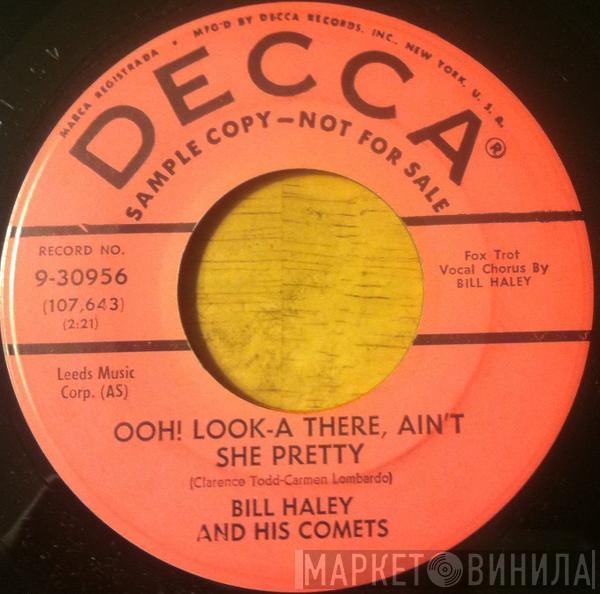 MARCA REGISTRADA • MFG'D BY DECCA RECORDS, INC., NEW YORK, U. S. A.
DECCA®
SAMPLE COPY—NOT FOR SALE
RECORD NO.
9-30956
(107,643)
(2:21)
Fox Trot
Vocal Chorus By
BILL HALEY
Leeds Music
Corp. (AS)
OOH! LOOK-A THERE, AIN'T
SHE PRETTY
(Clarence Todd-Carmen Lombardo)
BILL HALEY
AND HIS COMETS
МАРКЕТ ВИНИЛА